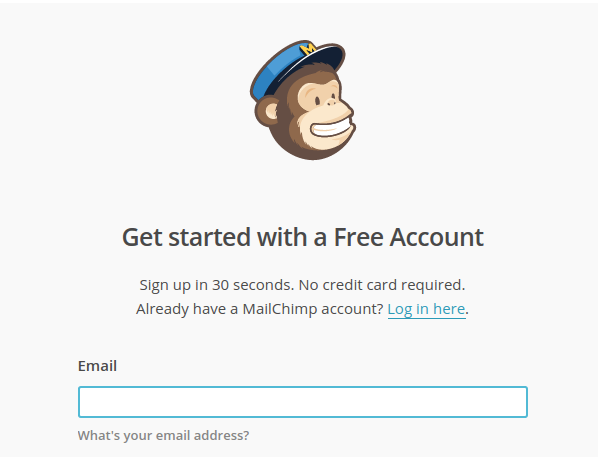 M
Get started with a Free Account
Sign up in 30 seconds. No credit card required.
Already have a MailChimp account? Log in here.
Email
What's your email address?